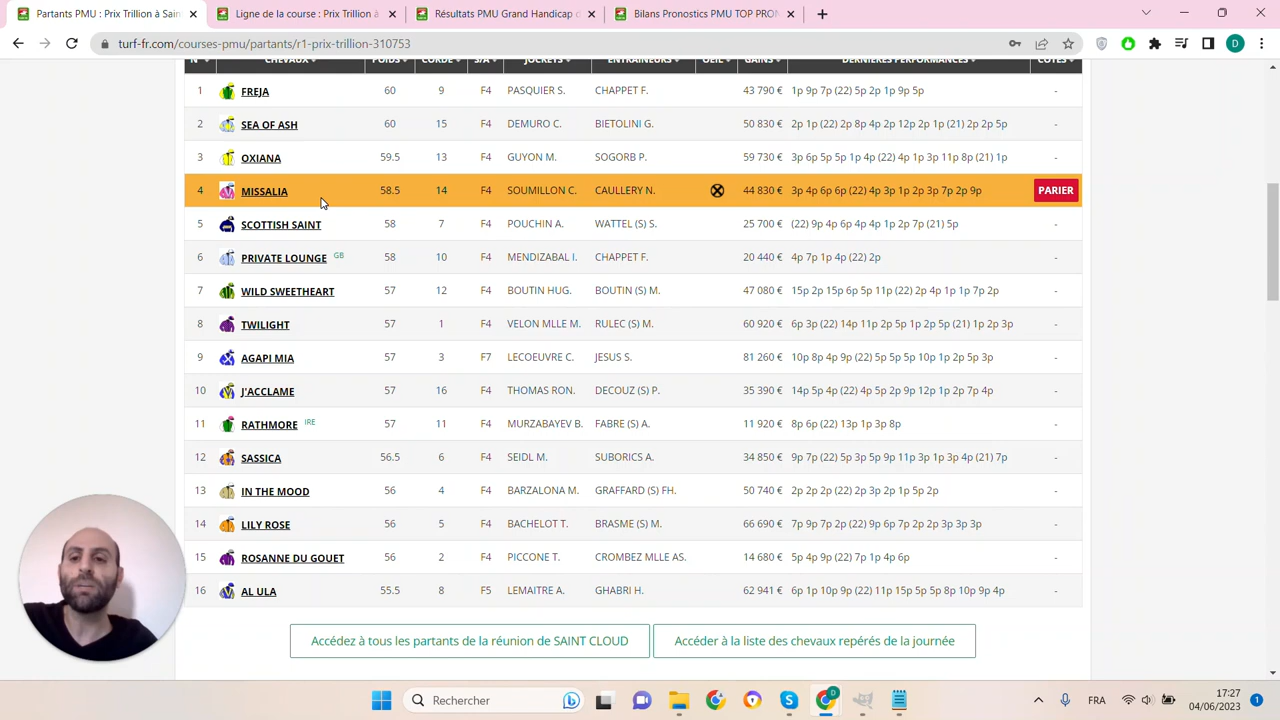 Partants PMU : Prix Trillion à Sain
Ligne de la course : Prix Trillion à
Résultats PMU Grand Handicap d
Bilans Pronostics PMU TOP PRON
turf-fr.com/courses-pmu/partants/r1-prix-trillion-310753
D
N° CHEVAUX POIDS CORDE S/A JOCKEYS ENTRAÎNEURS OEIL GAINS DERNIÈRES PERFORMANCES COTES
1 FREJA 60 9 F4 PASQUIER S. CHAPPET F. 43 790 € 1p 9p 7p (22) 5p 2p 1p 9p 5p -
2 SEA OF ASH 60 15 F4 DEMURO C. BIETOLINI G. 50 830 € 2p 1p (22) 2p 8p 4p 2p 12p 2p 1p (21) 2p 2p 5p -
3 OXIANA 59.5 13 F4 GUYON M. SOGORB P. 59 730 € 3p 6p 5p 5p 1p 4p (22) 4p 1p 3p 11p 8p (21) 1p -
4 MISSALIA 58.5 14 F4 SOUMILLON C. CAULLERY N. 44 830 € 3p 4p 6p 6p (22) 4p 3p 1p 2p 3p 7p 2p 9p PARIER
5 SCOTTISH SAINT 58 7 F4 POUCHIN A. WATTEL (S) S. 25 700 € (22) 9p 4p 6p 4p 4p 1p 2p 7p (21) 5p -
6 PRIVATE LOUNGE GB 58 10 F4 MENDIZABAL I. CHAPPET F. 20 440 € 4p 7p 1p 4p (22) 2p -
7 WILD SWEETHEART 57 12 F4 BOUTIN HUG. BOUTIN (S) M. 47 080 € 15p 2p 15p 6p 5p 11p (22) 2p 4p 1p 1p 7p 2p -
8 TWILIGHT 57 1 F4 VELON MLLE M. RULEC (S) M. 60 920 € 6p 3p (22) 14p 11p 2p 5p 1p 2p 5p (21) 1p 2p 3p -
9 AGAPI MIA 57 3 F7 LECOEUVRE C. JESUS S. 81 260 € 10p 8p 4p 9p (22) 5p 5p 5p 10p 1p 2p 5p 3p -
10 J'ACCLAME 57 16 F4 THOMAS RON. DECOUZ (S) P. 35 390 € 14p 5p 4p (22) 4p 5p 2p 9p 12p 1p 2p 7p 4p -
11 RATHMORE IRE 57 11 F4 MURZABAYEV B. FABRE (S) A. 11 920 € 8p 6p (22) 13p 1p 3p 8p -
12 SASSICA 56.5 6 F4 SEIDL M. SUBORICS A. 34 850 € 9p 7p (22) 5p 3p 5p 9p 11p 3p 1p 3p 4p (21) 7p -
13 IN THE MOOD 56 4 F4 BARZALONA M. GRAFFARD (S) FH. 50 740 € 2p 2p 2p (22) 2p 3p 2p 1p 5p 2p -
14 LILY ROSE 56 5 F4 BACHELOT T. BRASME (S) M. 66 690 € 7p 9p 7p 2p (22) 9p 6p 7p 2p 2p 3p 3p 3p -
15 ROSANNE DU GOUET 56 2 F4 PICCONE T. CROMBEZ MLLE AS. 14 680 € 5p 4p 9p (22) 7p 1p 4p 6p -
16 AL ULA 55.5 8 F5 LEMAITRE A. GHABRI H. 62 941 € 6p 1p 10p 9p (22) 11p 15p 5p 5p 8p 10p 9p 4p -
Accédez à tous les partants de la réunion de SAINT CLOUD
Accéder à la liste des chevaux repérés de la journée
Rechercher
FRA
17:27
04/06/2023
1